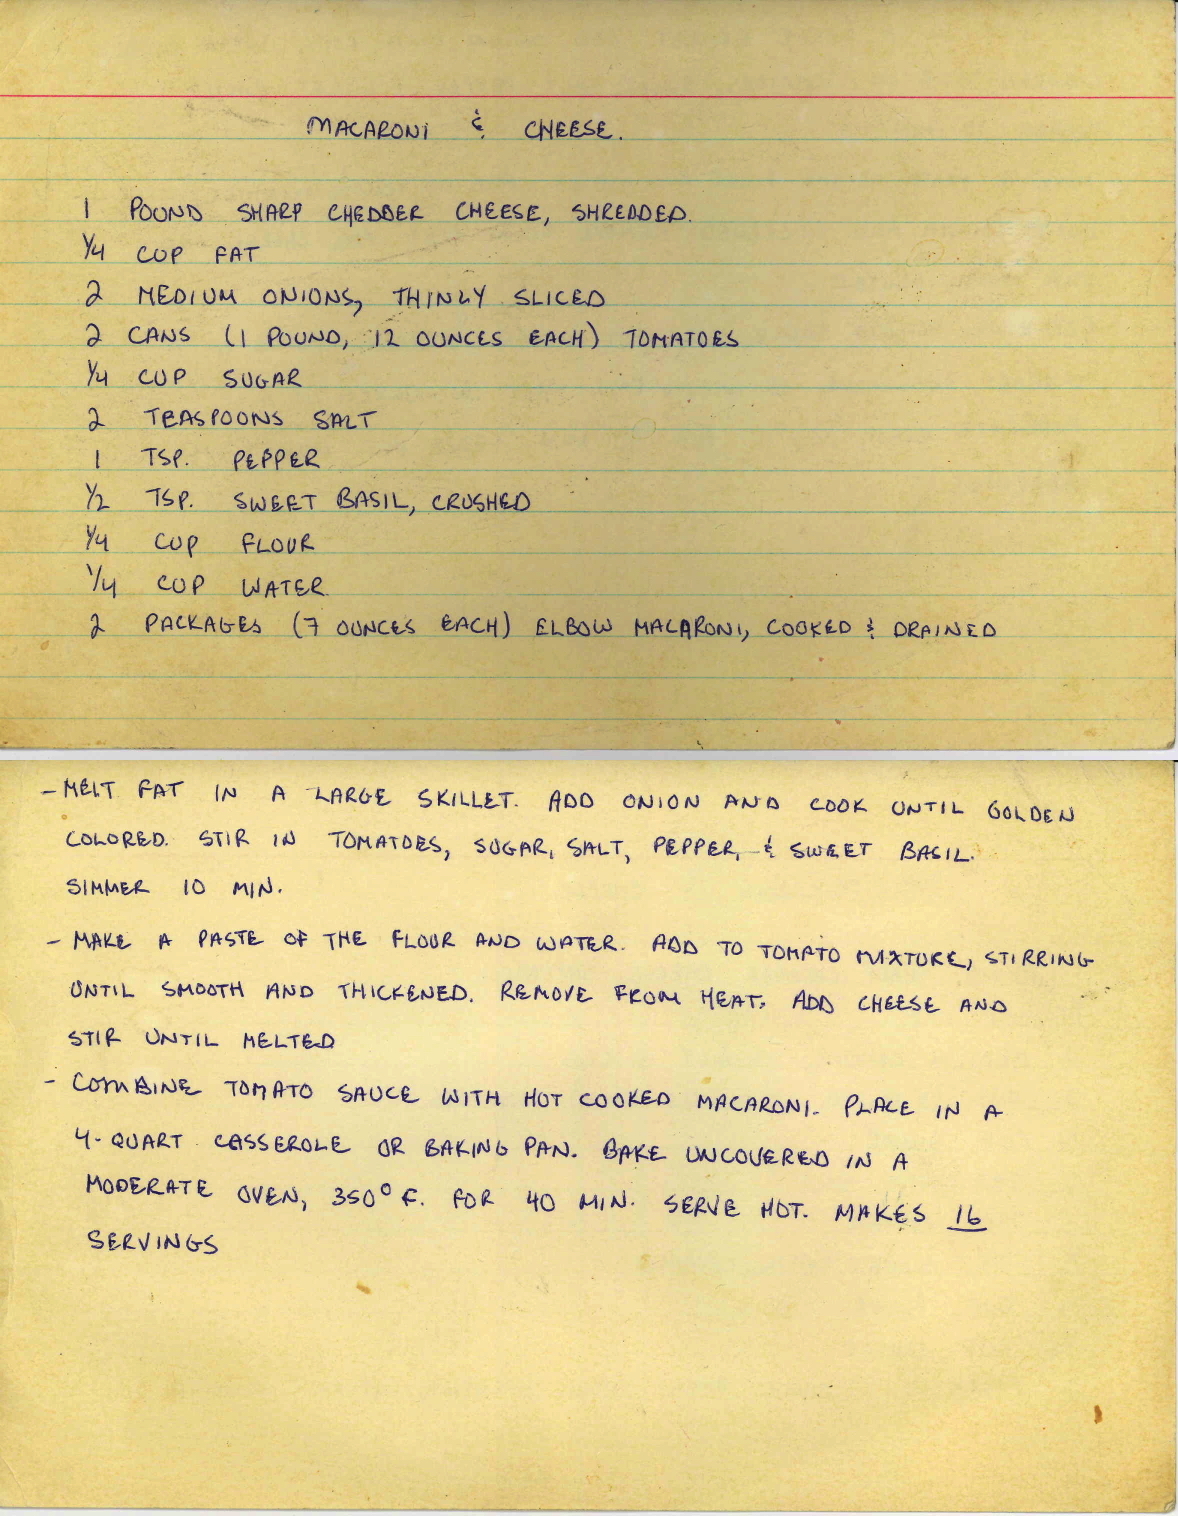 MACARONI & CHEESE.
1 POUND SHARP CHEDDER CHEESE, SHREDDED.
1/4 CUP FAT
2 MEDIUM ONIONS, THINLY SLICED
2 CANS (1 POUND, 12 OUNCES EACH) TOMATOES
1/4 CUP SUGAR
2 TEASPOONS SALT
1 TSP. PEPPER
1/2 TSP. SWEET BASIL, CRUSHED
1/4 CUP FLOUR
1/4 CUP WATER
2 PACKAGES (7 OUNCES EACH) ELBOW MACARONI, COOKED & DRAINED
- MELT FAT IN A LARGE SKILLET. ADD ONION AND COOK UNTIL GOLDEN
COLORED. STIR IN TOMATOES, SUGAR, SALT, PEPPER, & SWEET BASIL.
SIMMER 10 MIN.
- MAKE A PASTE OF THE FLOUR AND WATER. ADD TO TOMATO MIXTURE, STIRRING
UNTIL SMOOTH AND THICKENED. REMOVE FROM HEAT. ADD CHEESE AND
STIR UNTIL MELTED
- COMBINE TOMATO SAUCE WITH HOT COOKED MACARONI. PLACE IN A
4-QUART CASSEROLE OR BAKING PAN. BAKE UNCOVERED IN A
MODERATE OVEN, 350° F. FOR 40 MIN. SERVE HOT. MAKES 16
SERVINGS